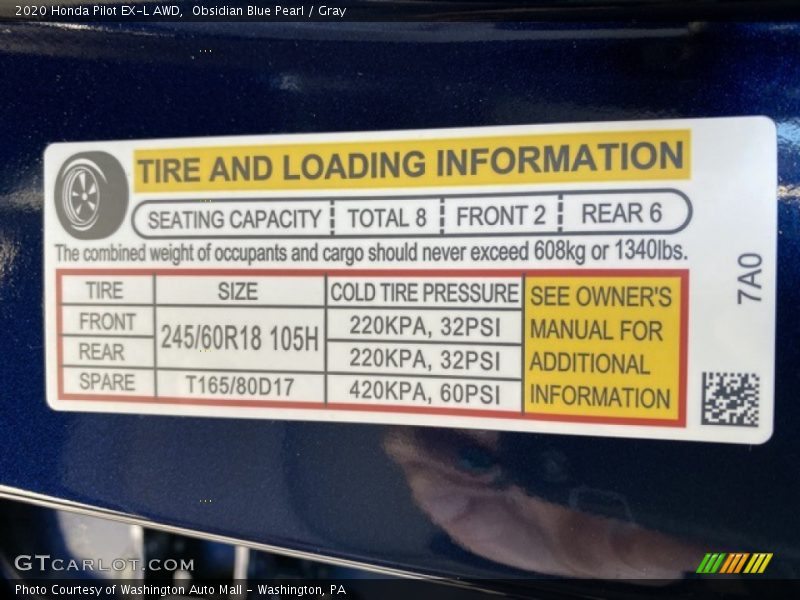 2020 Honda Pilot EX-L AWD, Obsidian Blue Pearl / Gray
TIRE AND LOADING INFORMATION
SEATING CAPACITY TOTAL 8 FRONT 2 REAR 6
The combined weight of occupants and cargo should never exceed 608kg or 1340lbs.
TIRE SIZE COLD TIRE PRESSURE
FRONT 245/60R18 105H 220KPA, 32PSI
REAR 220KPA, 32PSI
SPARE T165/80D17 420KPA, 60PSI
SEE OWNER'S
MANUAL FOR
ADDITIONAL
INFORMATION
7A0
GTCARLOT.COM
Photo Courtesy of Washington Auto Mall - Washington, PA